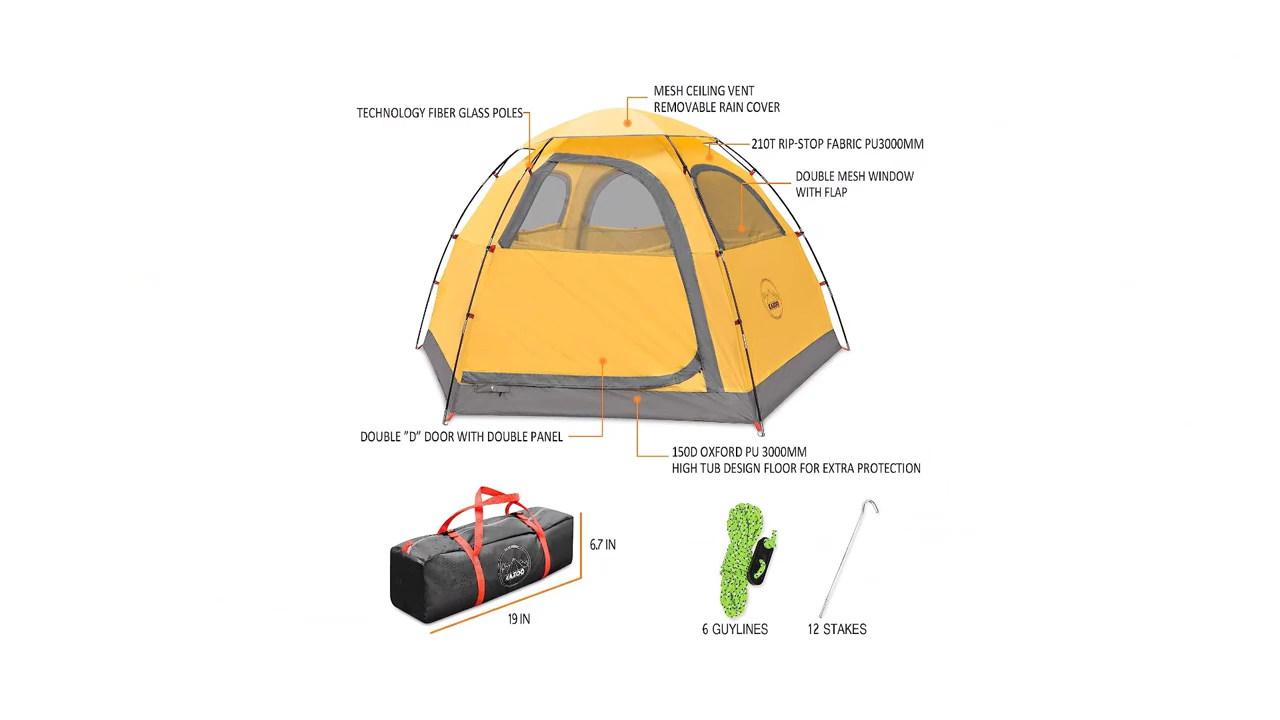 MESH CEILING VENT
REMOVABLE RAIN COVER
TECHNOLOGY FIBER GLASS POLES
210T RIP-STOP FABRIC PU3000MM
DOUBLE MESH WINDOW
WITH FLAP
KAZOO
DOUBLE "D" DOOR WITH DOUBLE PANEL
150D OXFORD PU 3000MM
HIGH TUB DESIGN FLOOR FOR EXTRA PROTECTION
6.7 IN
KAZOO
19 IN
6 GUYLINES
12 STAKES